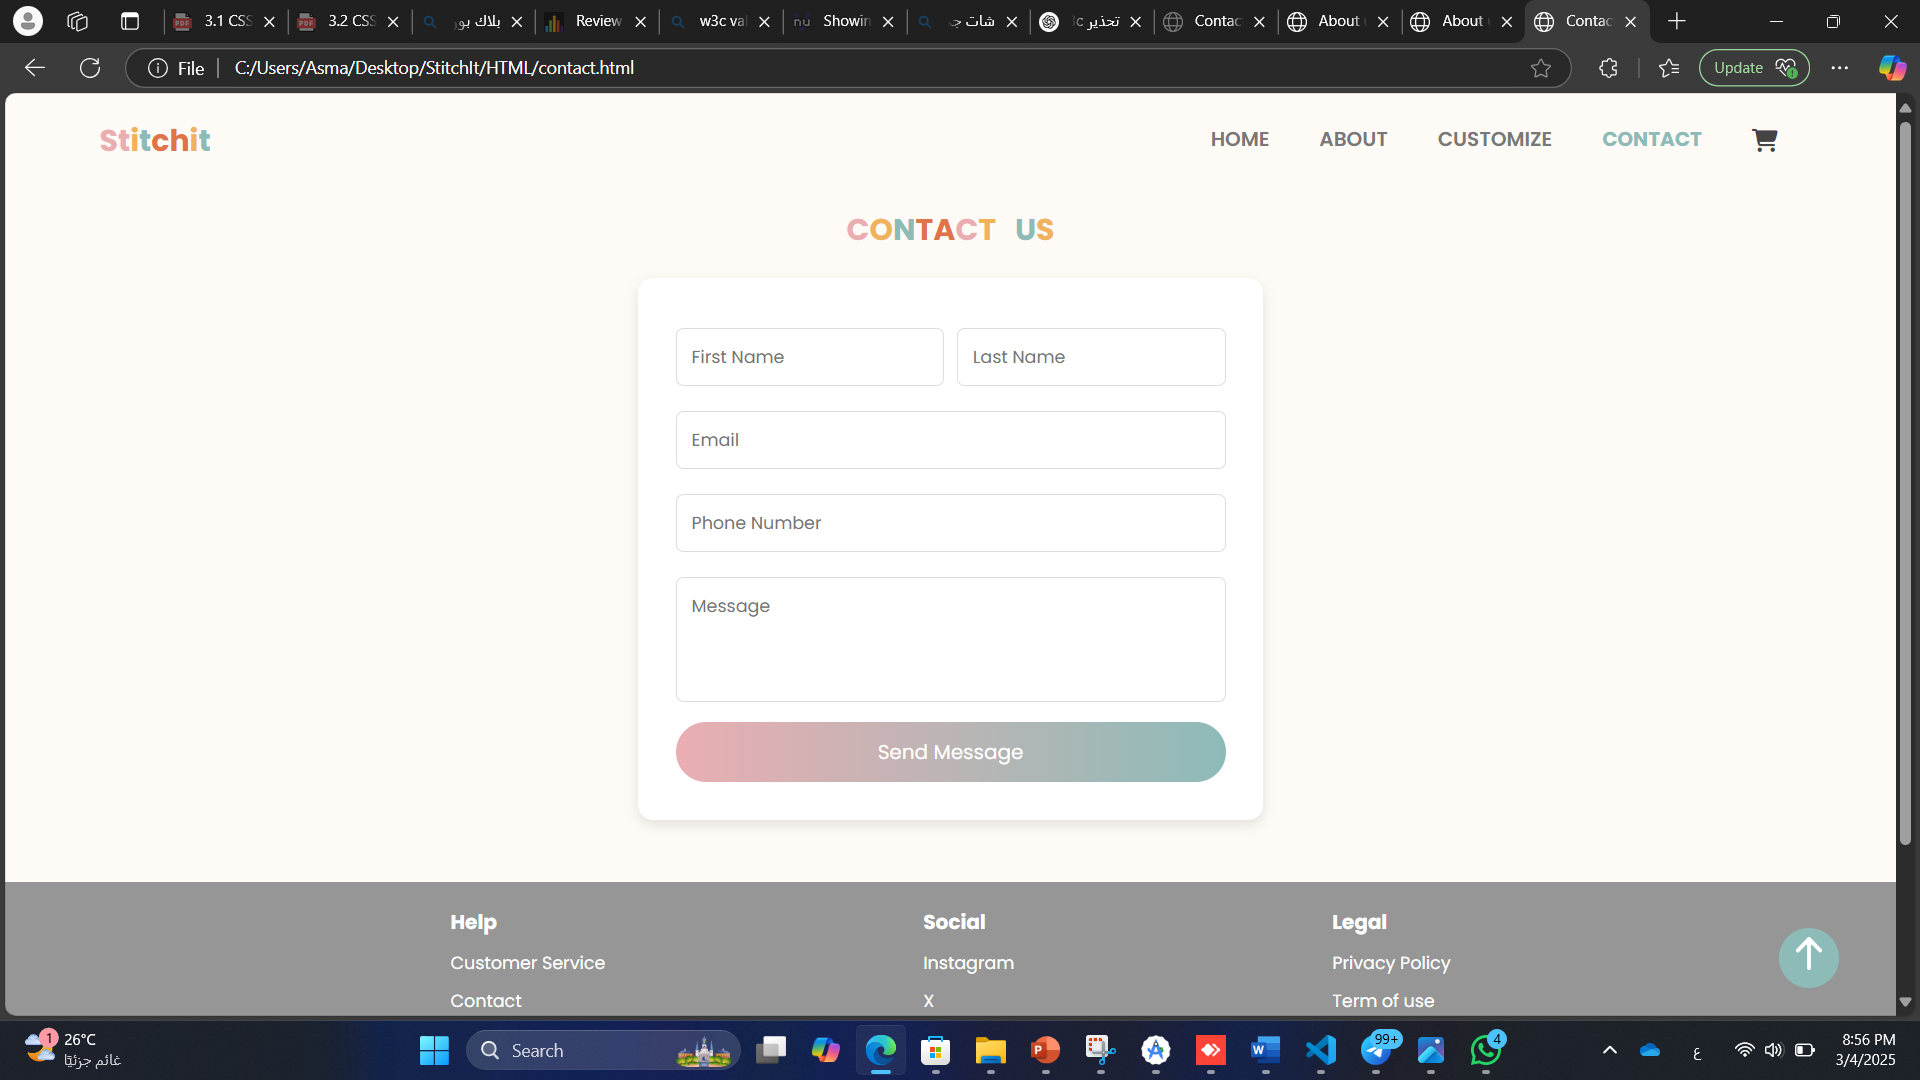 3.1 CSS
3.2 CSS
بلاك بور
Review
w3c val
Showin
شات جـ
تحذير c
Contac
About u
About u
Contac
File
C:/Users/Asma/Desktop/StitchIt/HTML/contact.html
Update
Stitchit
HOME
ABOUT
CUSTOMIZE
CONTACT
CONTACT US
First Name
Last Name
Email
Phone Number
Message
Send Message
Help
Social
Legal
Customer Service
Instagram
Privacy Policy
Contact
X
Term of use
1
26°C
غائم جزئيًا
Search
99+
4
ع
8:56 PM
3/4/2025